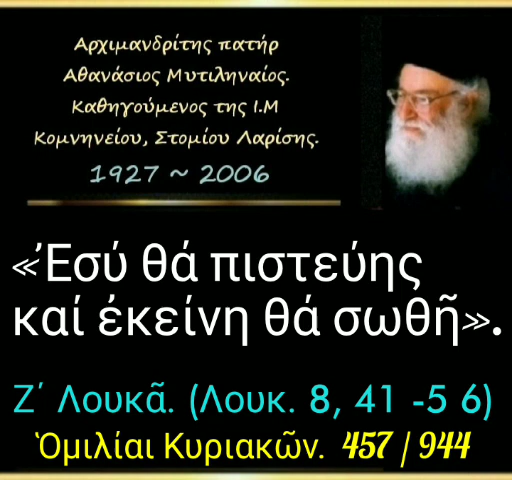 Αρχιμανδρίτης πατήρ
Αθανάσιος Μυτιληναίος.
Καθηγούμενος της Ι.Μ
Κομνηνείου, Στομίου Λαρίσης.
1927 ~ 2006
«Ἐσύ θά πιστεύης
καί ἐκείνη θά σωθῆ».
Ζ΄ Λουκᾶ. (Λουκ. 8, 41 -5 6)
Ὁμιλίαι Κυριακῶν. 457 / 944